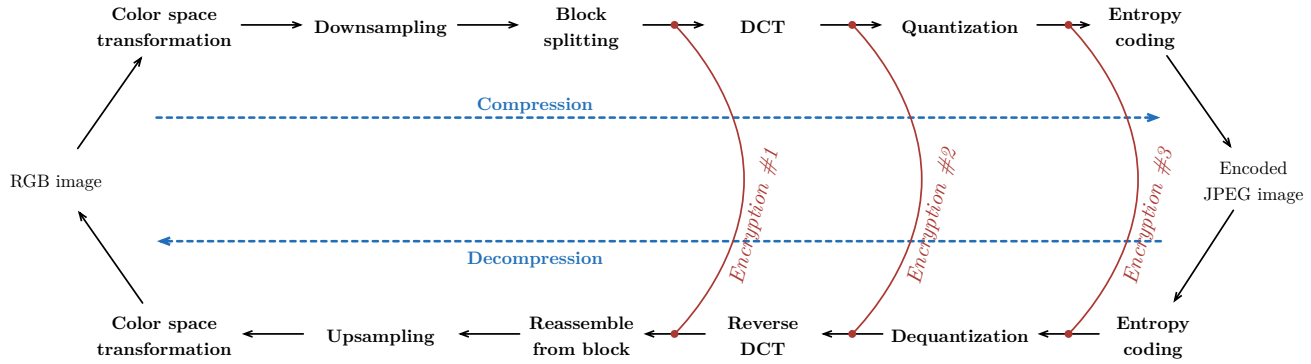 Color space
transformation
Downsampling
Block
splitting
DCT
Quantization
Entropy
coding
Compression
RGB image
Encryption #1
Encryption #2
Encryption #3
Encoded
JPEG image
Decompression
Color space
transformation
Upsampling
Reassemble
from block
Reverse
DCT
Dequantization
Entropy
coding